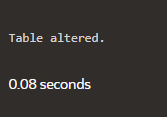 Table altered.
0.08 seconds